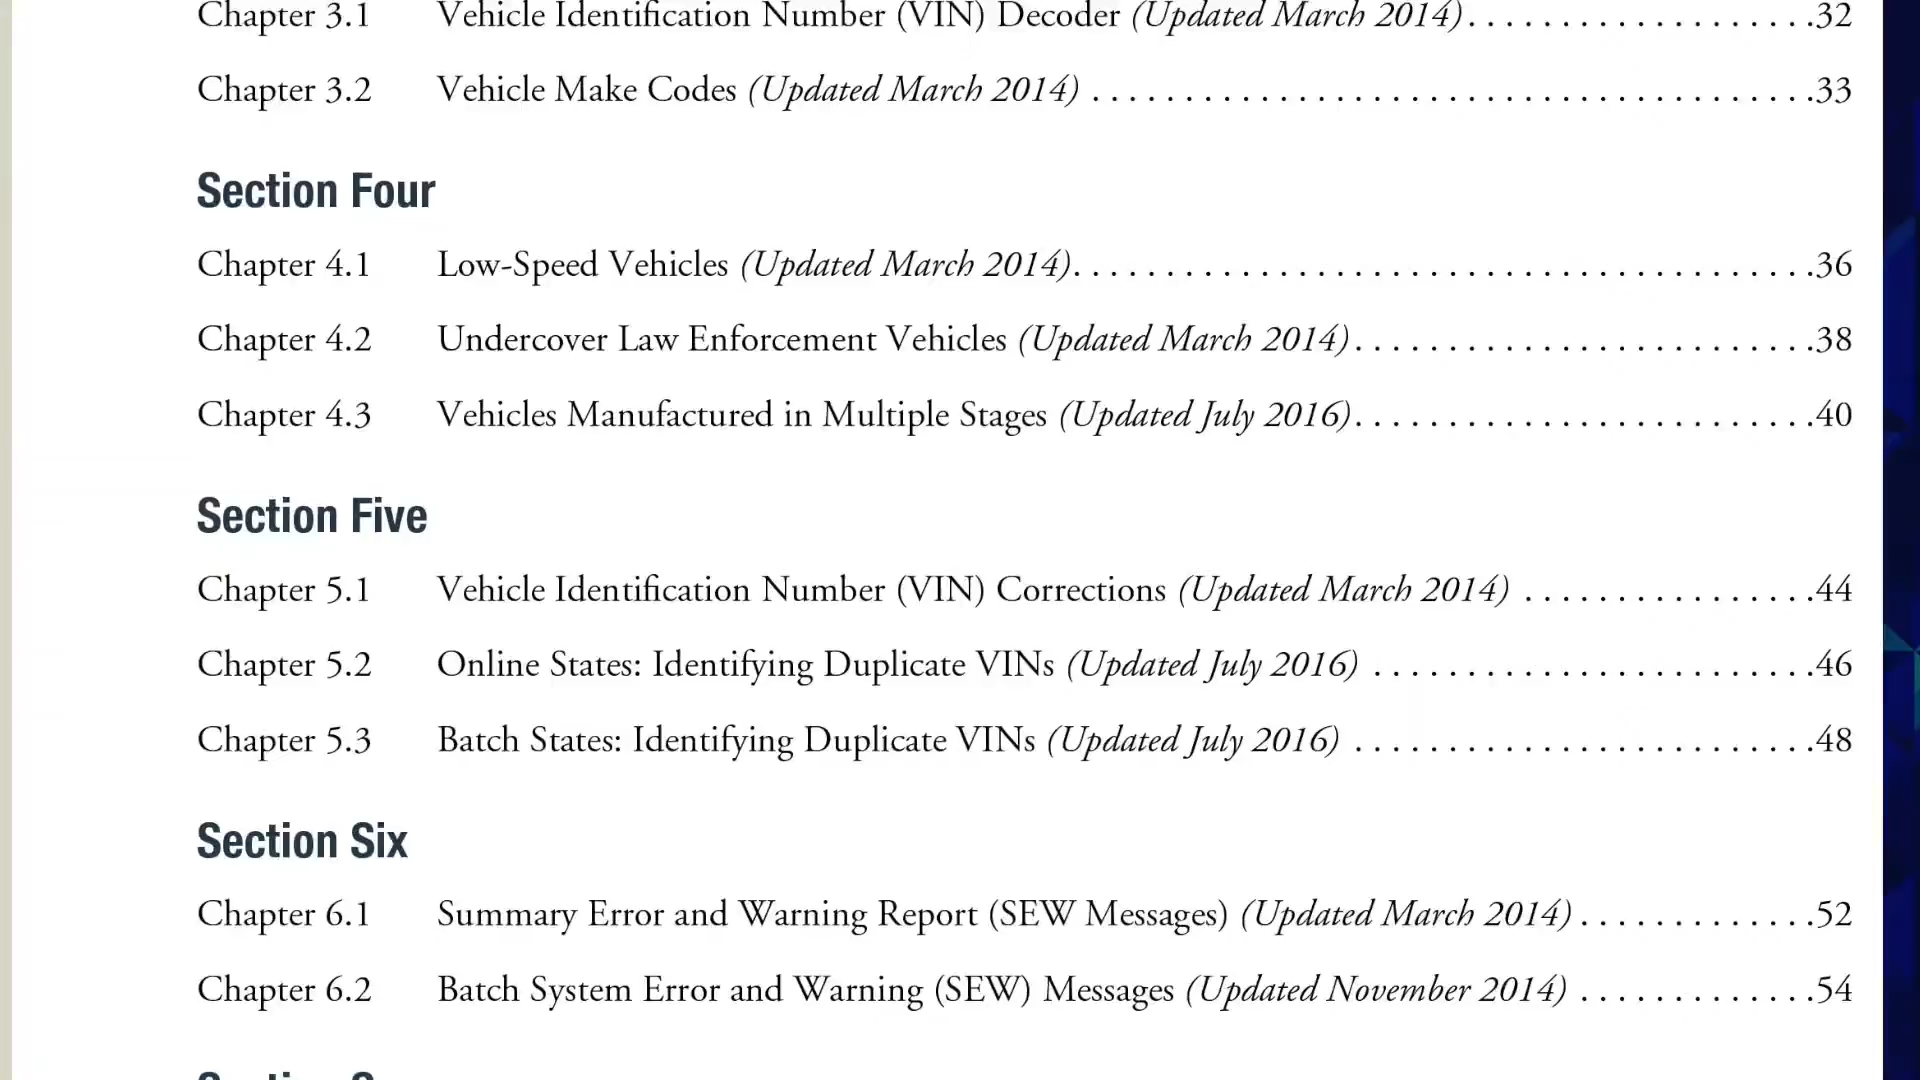 Chapter 3.1 Vehicle Identification Number (VIN) Decoder (Updated March 2014). . . . . . . . . . . . . . . . . . .32
Chapter 3.2 Vehicle Make Codes (Updated March 2014) . . . . . . . . . . . . . . . . . . . . . . . . . . . . . . . . . . . . . . .33
Section Four
Chapter 4.1 Low-Speed Vehicles (Updated March 2014). . . . . . . . . . . . . . . . . . . . . . . . . . . . . . . . . . . . . . . .36
Chapter 4.2 Undercover Law Enforcement Vehicles (Updated March 2014). . . . . . . . . . . . . . . . . . . . . . . . .38
Chapter 4.3 Vehicles Manufactured in Multiple Stages (Updated July 2016). . . . . . . . . . . . . . . . . . . . . . . . .40
Section Five
Chapter 5.1 Vehicle Identification Number (VIN) Corrections (Updated March 2014) . . . . . . . . . . . . . . . .44
Chapter 5.2 Online States: Identifying Duplicate VINs (Updated July 2016) . . . . . . . . . . . . . . . . . . . . . . . .46
Chapter 5.3 Batch States: Identifying Duplicate VINs (Updated July 2016) . . . . . . . . . . . . . . . . . . . . . . . . .48
Section Six
Chapter 6.1 Summary Error and Warning Report (SEW Messages) (Updated March 2014) . . . . . . . . . . . . .52
Chapter 6.2 Batch System Error and Warning (SEW) Messages (Updated November 2014) . . . . . . . . . . . . .54
Section